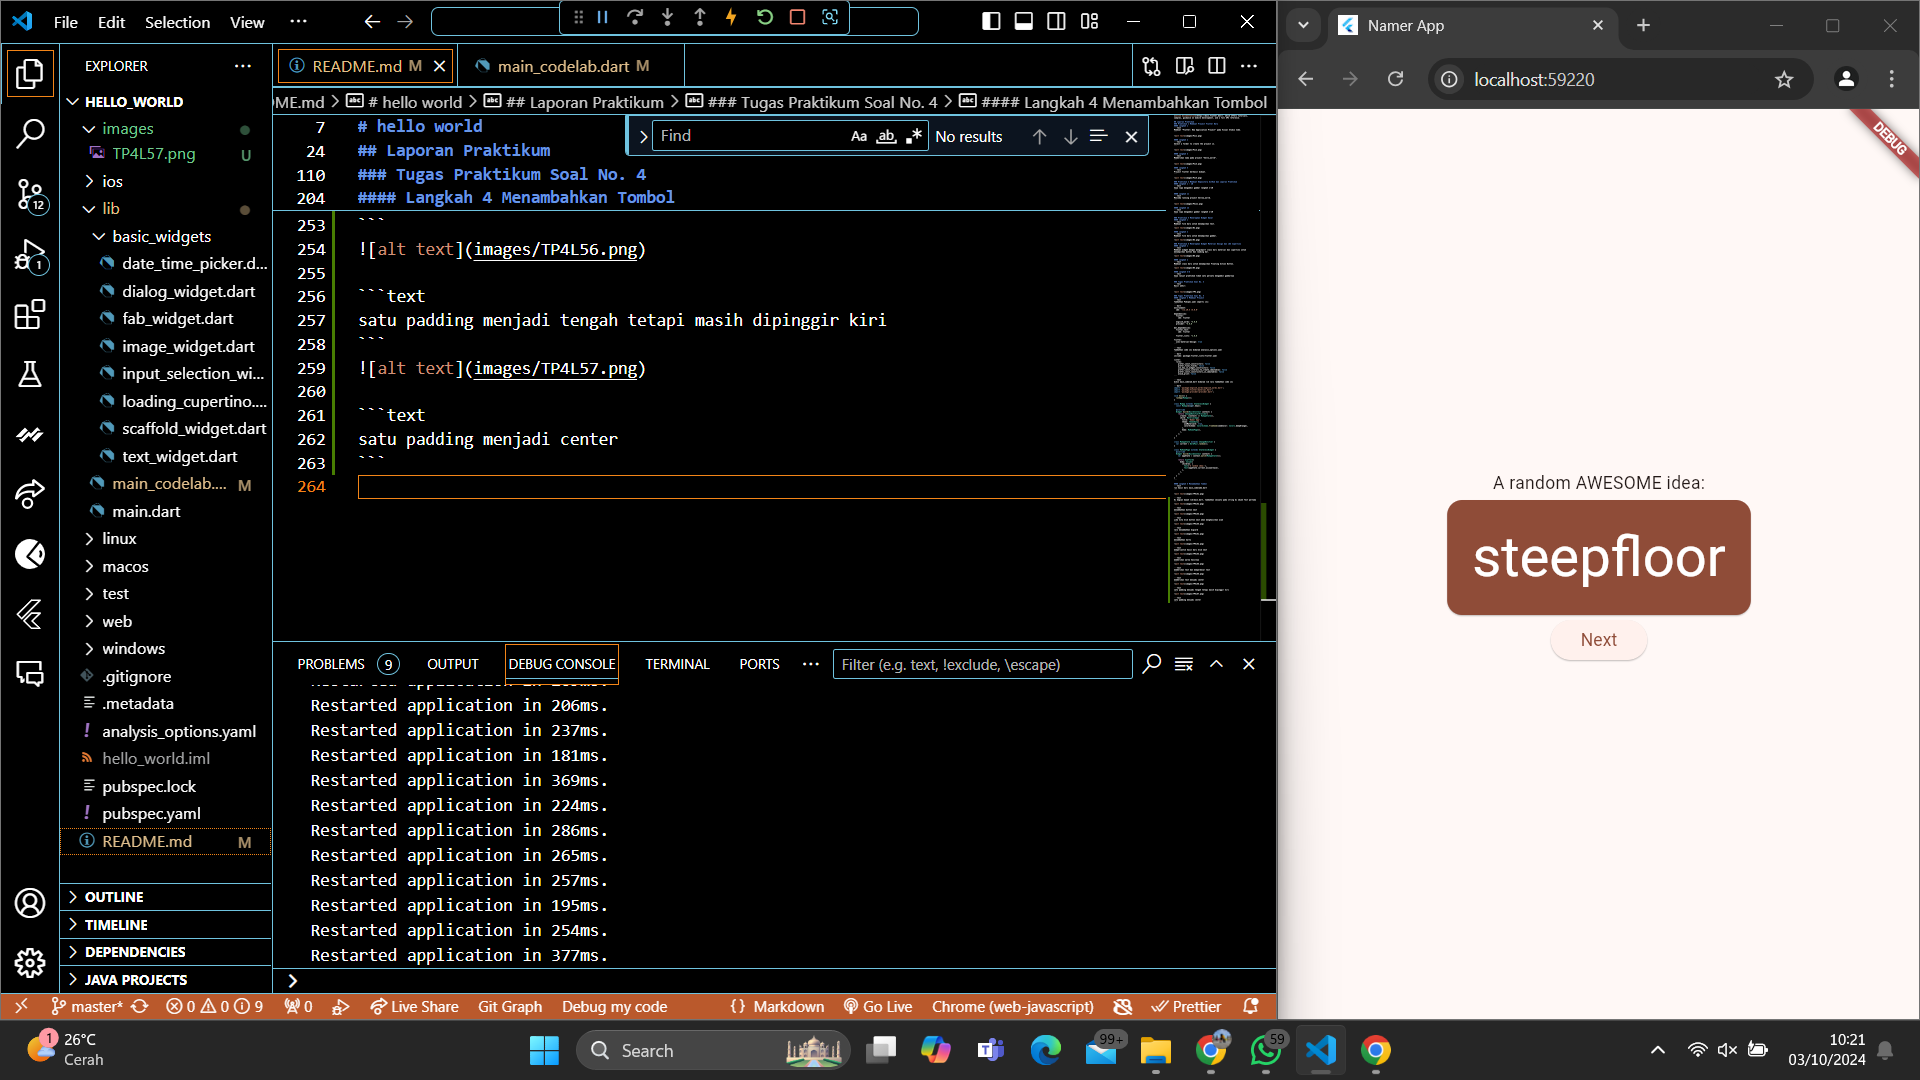 File Edit Selection View ···
EXPLORER ···
HELLO_WORLD
images
TP4L57.png U
ios
lib
basic_widgets
date_time_picker.d...
dialog_widget.dart
fab_widget.dart
image_widget.dart
input_selection_wi...
loading_cupertino....
scaffold_widget.dart
text_widget.dart
main_codelab.... M
main.dart
linux
macos
test
web
windows
.gitignore
.metadata
analysis_options.yaml
hello_world.iml
pubspec.lock
pubspec.yaml
README.md M
OUTLINE
TIMELINE
DEPENDENCIES
JAVA PROJECTS
12
1
README.md M
main_codelab.dart M
OME.md > # hello world > ## Laporan Praktikum > ### Tugas Praktikum Soal No. 4 > #### Langkah 4 Menambahkan Tombol
Find Aa ab No results
7 # hello world
24 ## Laporan Praktikum
110 ### Tugas Praktikum Soal No. 4
204 #### Langkah 4 Menambahkan Tombol
253 ```
254 ![alt text](images/TP4L56.png)
255
256 ```text
257 satu padding menjadi tengah tetapi masih dipinggir kiri
258 ```
259 ![alt text](images/TP4L57.png)
260
261 ```text
262 satu padding menjadi center
263 ```
264
PROBLEMS 9 OUTPUT DEBUG CONSOLE TERMINAL PORTS ··· Filter (e.g. text, !exclude, \escape)
Restarted application in 206ms.
Restarted application in 237ms.
Restarted application in 181ms.
Restarted application in 369ms.
Restarted application in 224ms.
Restarted application in 286ms.
Restarted application in 265ms.
Restarted application in 257ms.
Restarted application in 195ms.
Restarted application in 254ms.
Restarted application in 377ms.
master* 0 0 9 0 Live Share Git Graph Debug my code {} Markdown Go Live Chrome (web-javascript) Prettier
Namer App
localhost:59220
DEBUG
A random AWESOME idea:
steepfloor
Next
1 26°C
Cerah
Search
99+
59
10:21
03/10/2024